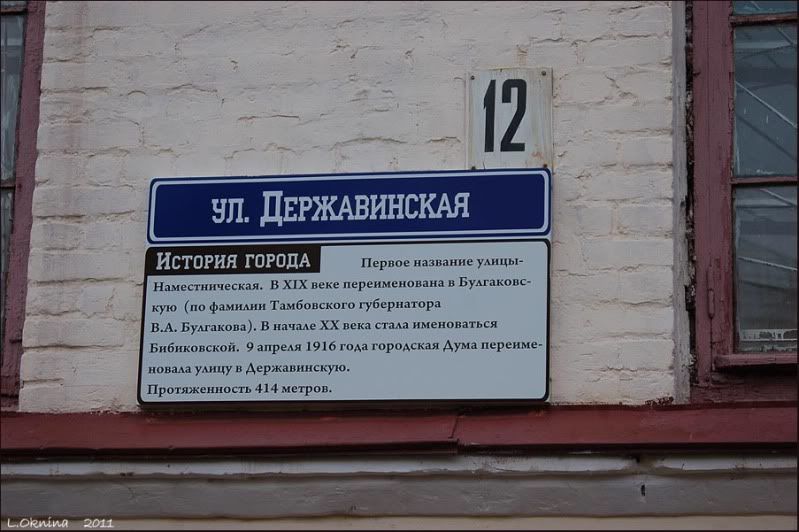 12
УЛ. ДЕРЖАВИНСКАЯ
ИСТОРИЯ ГОРОДА Первое название улицы-
Наместническая. В XIX веке переименована в Булгаковс-
кую (по фамилии Тамбовского губернатора
В.А. Булгакова). В начале XX века стала именоваться
Бибиковской. 9 апреля 1916 года городская Дума переиме-
новала улицу в Державинскую.
Протяженность 414 метров.
L.Oknina 2011